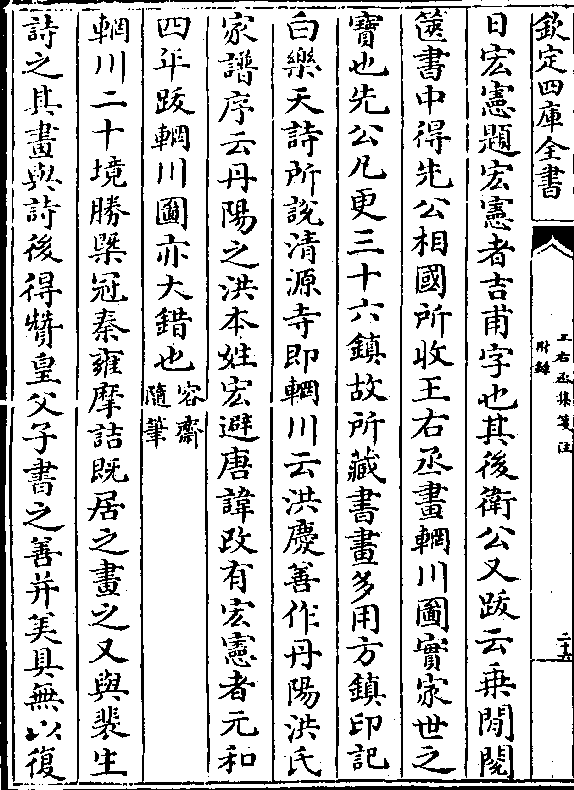 欽定四庫全書
王右丞集箋注
附録
二十六
日宏憲題宏憲者吉甫字也其後衛公又跋云乗閒閱
篋書中得先公相國所收王右丞畫輞川圖實家世之
寳也先公凡更三十六鎮故所藏書畫多用方鎮印記
白樂天詩所說清源寺即輞川云洪慶善作丹陽洪氏
家譜序云丹陽之洪本姓宏避唐諱改有宏憲者元和
四年跋輞川圖亦大錯也容齋隨筆
輞川二十境勝槩冠秦雍摩詰既居之畫之又與裴生
詩之其畫與詩後得贊皇父子書之善并美具無以復